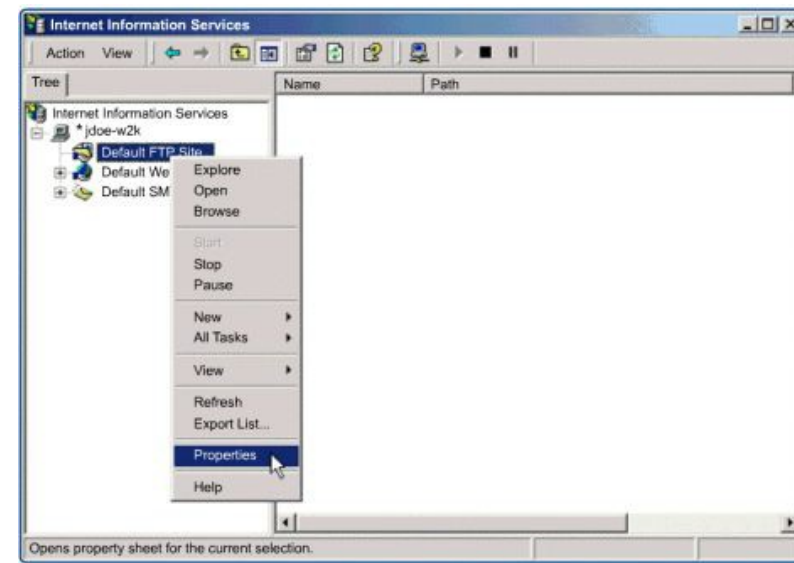 Internet Information Services
Action View
Tree
Name Path
Internet Information Services
*jdoe-w2k
Default FTP Site
Default We
Default SM
Explore
Open
Browse
Start
Stop
Pause
New
All Tasks
View
Refresh
Export List...
Properties
Help
Opens property sheet for the current selection.